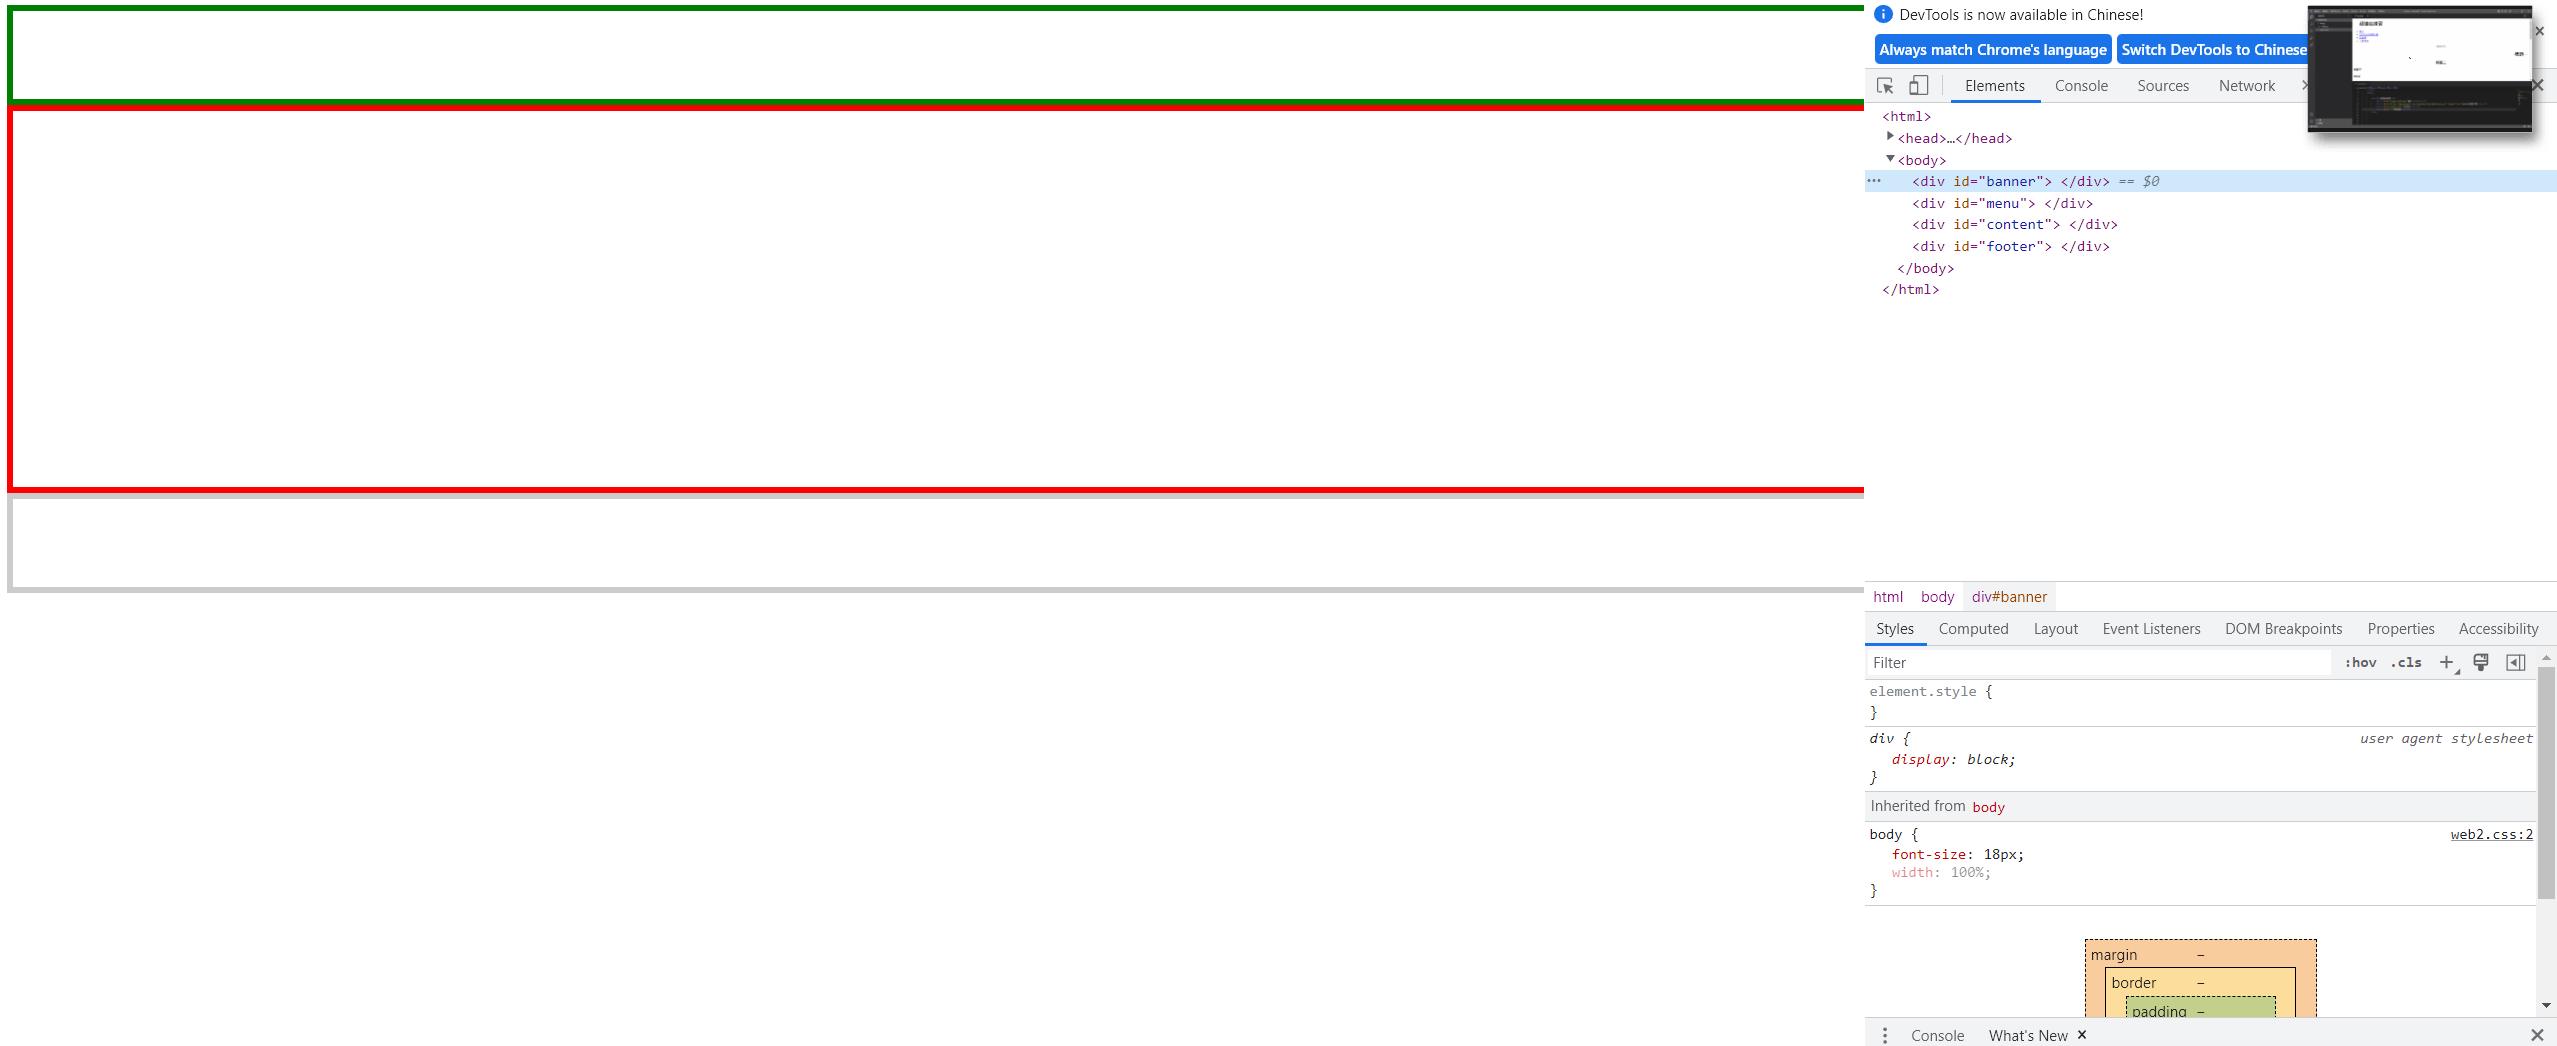 DevTools is now available in Chinese!
Always match Chrome's language
Switch DevTools to Chinese
Elements
Console
Sources
Network
<html>
<head>…</head>
<body>
<div id="banner"> </div> == $0
<div id="menu"> </div>
<div id="content"> </div>
<div id="footer"> </div>
</body>
</html>
html
body
div#banner
Styles
Computed
Layout
Event Listeners
DOM Breakpoints
Properties
Accessibility
Filter
:hov
.cls
element.style {
}
div {
user agent stylesheet
display: block;
}
Inherited from body
body {
web2.css:2
font-size: 18px;
width: 100%;
}
margin –
border –
padding –
Console
What's New